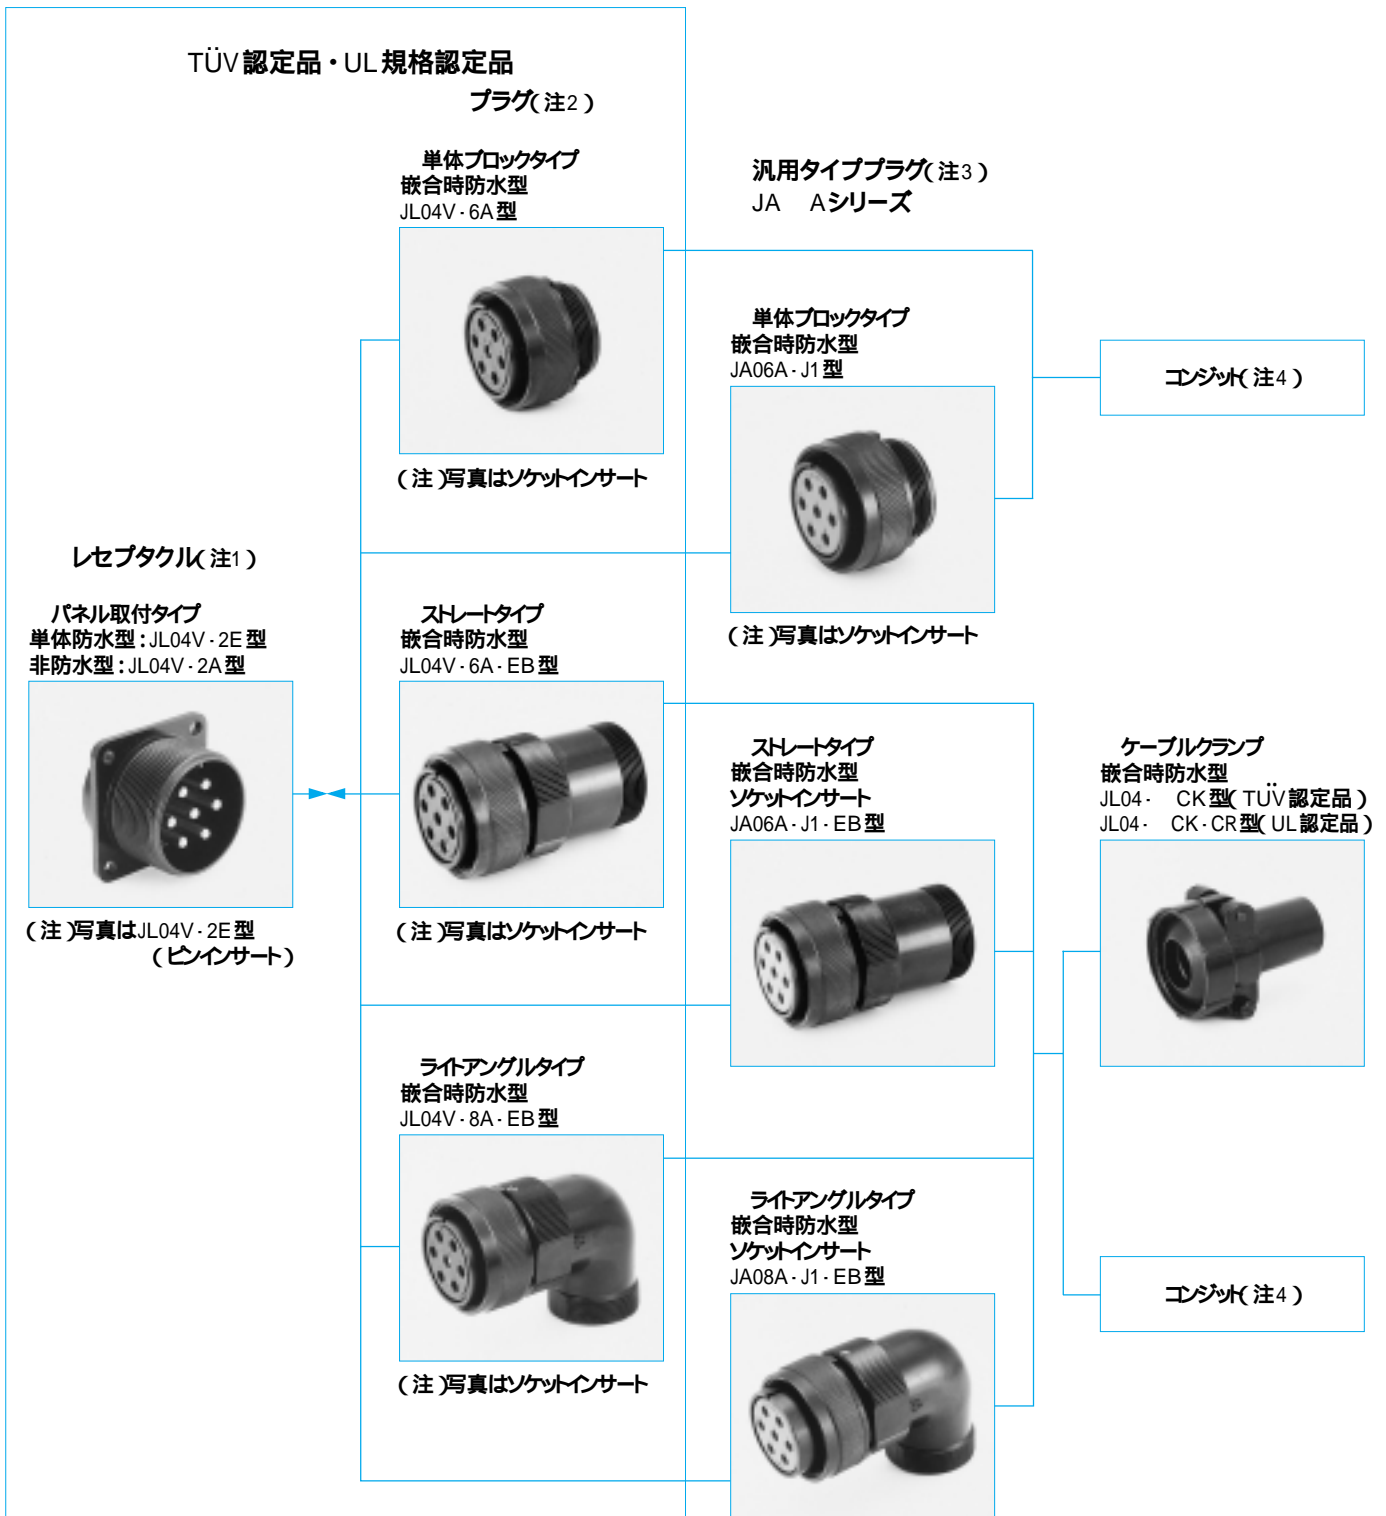 TÜV認定品・UL規格認定品
プラグ(注2)
単体ブロックタイプ
嵌合時防水型
JL04V-6A型
(注)写真はソケットインサート
汎用タイププラグ(注3)
JA A シリーズ
単体ブロックタイプ
嵌合時防水型
JA06A-J1型
(注)写真はソケットインサート
コンジット(注4)
レセプタクル(注1)
パネル取付タイプ
単体防水型:JL04V-2E型
非防水型:JL04V-2A型
(注)写真はJL04V-2E型
(ピンインサート)
ストレートタイプ
嵌合時防水型
JL04V-6A-EB型
(注)写真はソケットインサート
ストレートタイプ
嵌合時防水型
ソケットインサート
JA06A-J1-EB型
ケーブルクランプ
嵌合時防水型
JL04- CK型(TÜV認定品)
JL04- CK-CR型(UL認定品)
ライトアングルタイプ
嵌合時防水型
JL04V-8A-EB型
(注)写真はソケットインサート
ライトアングルタイプ
嵌合時防水型
ソケットインサート
JA08A-J1-EB型
コンジット(注4)